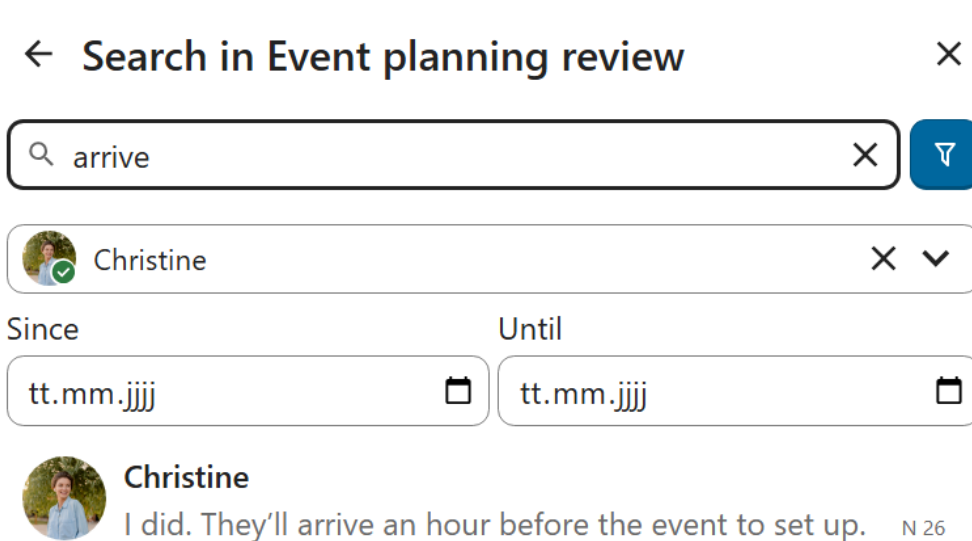 Search in Event planning review
arrive
Christine
Since Until
tt.mm.jjjj tt.mm.jjjj
Christine
I did. They’ll arrive an hour before the event to set up. N 26